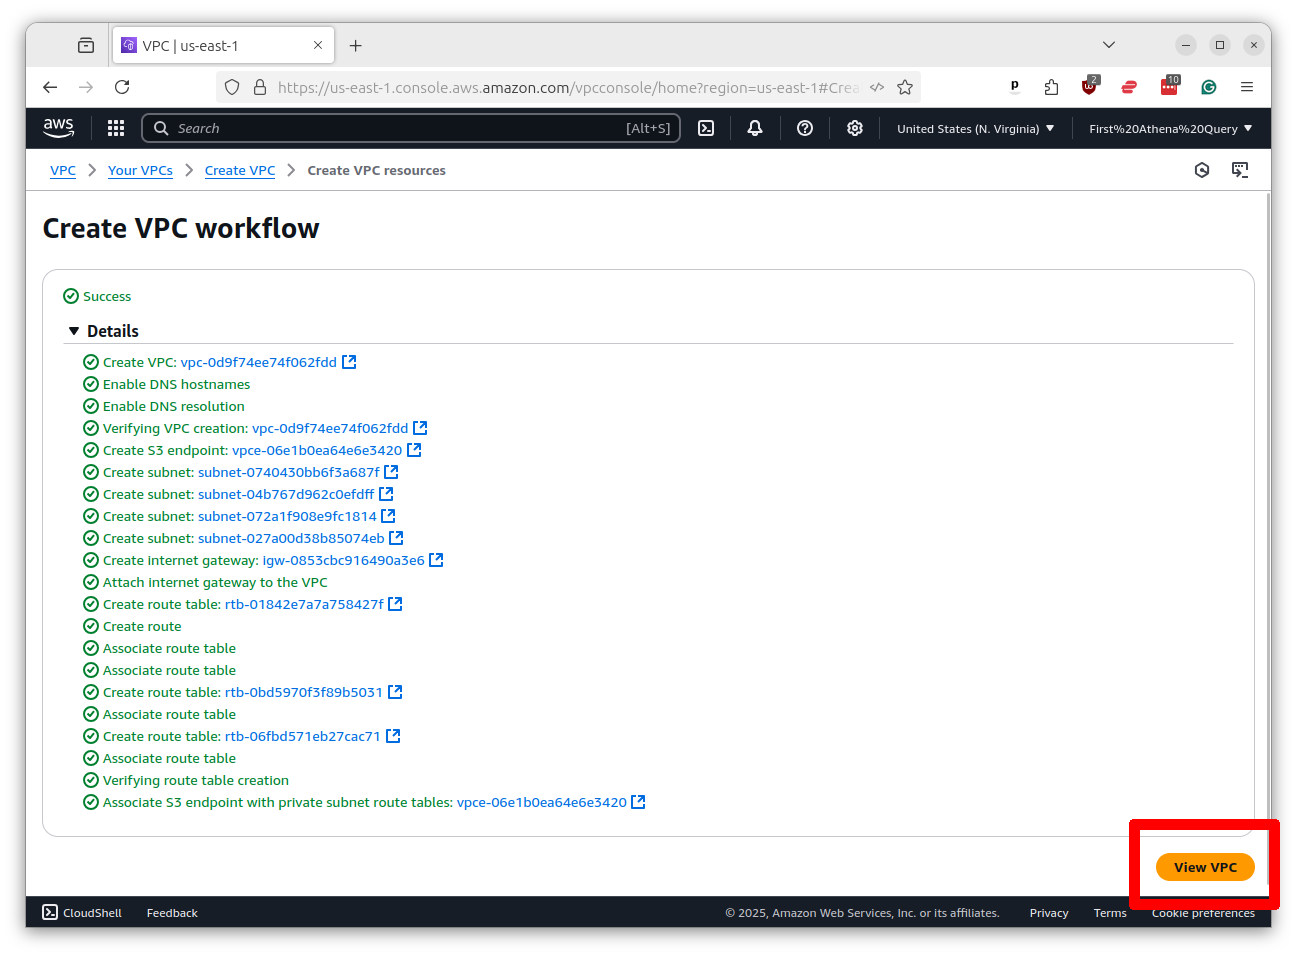 VPC | us-east-1
https://us-east-1.console.aws.amazon.com/vpcconsole/home?region=us-east-1#Crea
p
2
10
aws
Search
[Alt+S]
United States (N. Virginia)
First%20Athena%20Query
VPC
Your VPCs
Create VPC
Create VPC resources
Create VPC workflow
Success
Details
Create VPC: vpc-0d9f74ee74f062fdd
Enable DNS hostnames
Enable DNS resolution
Verifying VPC creation: vpc-0d9f74ee74f062fdd
Create S3 endpoint: vpce-06e1b0ea64e6e3420
Create subnet: subnet-0740430bb6f3a687f
Create subnet: subnet-04b767d962c0efdff
Create subnet: subnet-072a1f908e9fc1814
Create subnet: subnet-027a00d38b85074eb
Create internet gateway: igw-0853cbc916490a3e6
Attach internet gateway to the VPC
Create route table: rtb-01842e7a7a758427f
Create route
Associate route table
Associate route table
Create route table: rtb-0bd5970f3f89b5031
Associate route table
Create route table: rtb-06fbd571eb27cac71
Associate route table
Verifying route table creation
Associate S3 endpoint with private subnet route tables: vpce-06e1b0ea64e6e3420
View VPC
CloudShell
Feedback
© 2025, Amazon Web Services, Inc. or its affiliates.
Privacy
Terms
Cookie preferences